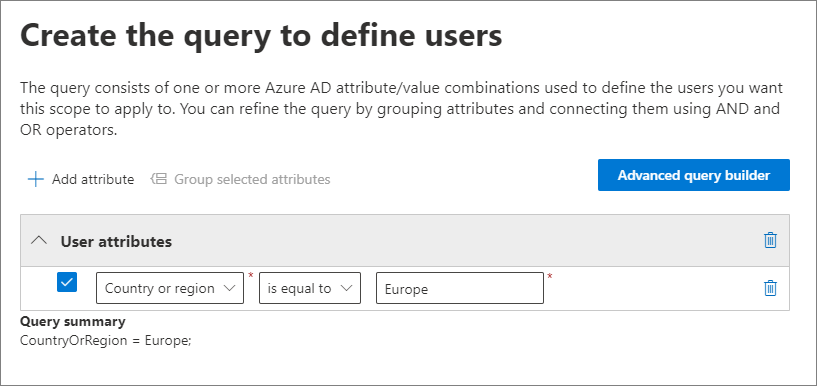 Create the query to define users
The query consists of one or more Azure AD attribute/value combinations used to define the users you want
this scope to apply to. You can refine the query by grouping attributes and connecting them using AND and
OR operators.
Add attribute
Group selected attributes
Advanced query builder
User attributes
Country or region * is equal to Europe *
Query summary
CountryOrRegion = Europe;